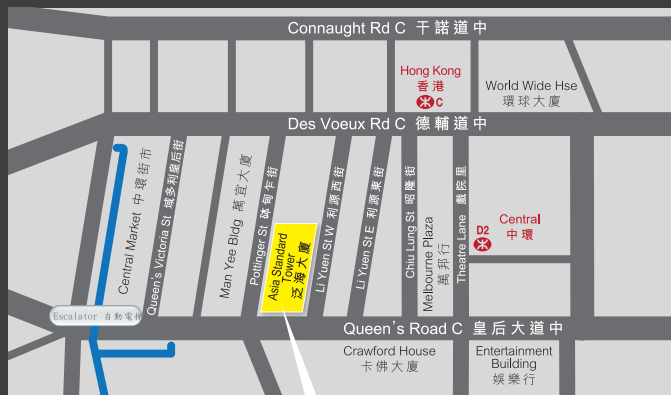 Connaught Rd C 干諾道中
Hong Kong
香港
C
World Wide Hse
環球大廈
Des Voeux Rd C 德輔道中
Central Market 中環街市
Queen's Victoria St 域多利皇后街
Man Yee Bldg 萬宜大廈
Pottinger St 砵甸乍街
Asia Standard
Tower
泛海大廈
Li Yuen St W 利源西街
Li Yuen St E 利源東街
Chiu Lung St 昭隆街
Melbourne Plaza
萬邦行
Theatre Lane 戲院里
D2
Central
中環
Escalator 自動電梯
Queen's Road C 皇后大道中
Crawford House
卡佛大廈
Entertainment
Building
娛樂行